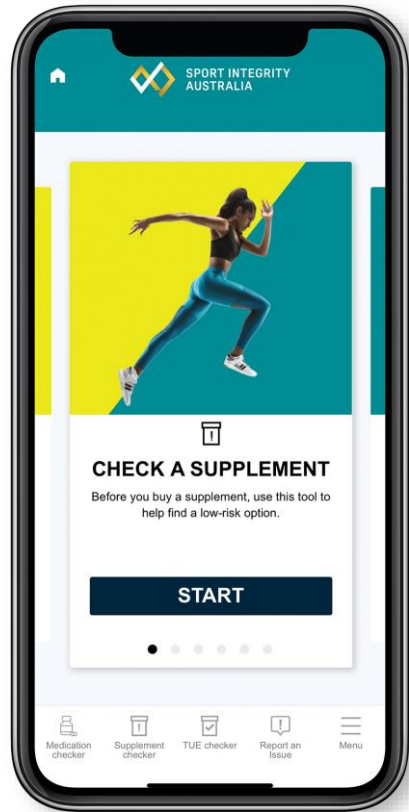 SPORT INTEGRITY
AUSTRALIA
CHECK A SUPPLEMENT
Before you buy a supplement, use this tool to
help find a low-risk option.
START
Medication
checker
Supplement
checker
TUE checker
Report an
Issue
Menu